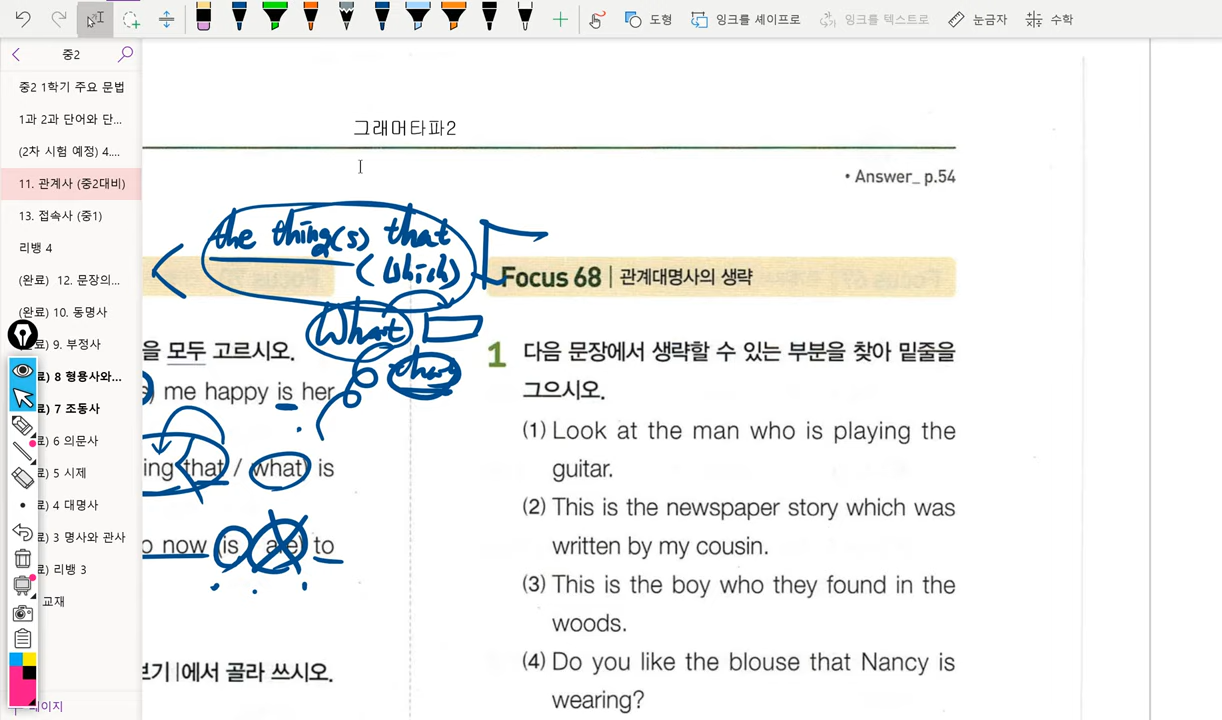 도형
잉크를 셰이프로
잉크를 텍스트로
눈금자
수학
중2
중2 1학기 주요 문법
1과 2과 단어와 단...
(2차 시험 예정) 4....
11. 관계사 (중2대비)
13. 접속사 (중1)
리뱅 4
(완료) 12. 문장의...
(완료) 10. 동명사
료) 9. 부정사
료) 8 형용사와...
료) 7 조동사
료) 6 의문사
료) 5 시제
료) 4 대명사
료) 3 명사와 관사
료) 리뱅 3
교재
페이지
그래머타파2
• Answer_ p.54
the thing(s) that
(which)
What
that
을 모두 고르시오.
me happy is her
ing that / what) is
o now (is are) to
보기 |에서 골라 쓰시오.
Focus 68 | 관계대명사의 생략
1 다음 문장에서 생략할 수 있는 부분을 찾아 밑줄을
그으시오.
(1) Look at the man who is playing the
guitar.
(2) This is the newspaper story which was
written by my cousin.
(3) This is the boy who they found in the
woods.
(4) Do you like the blouse that Nancy is
wearing?